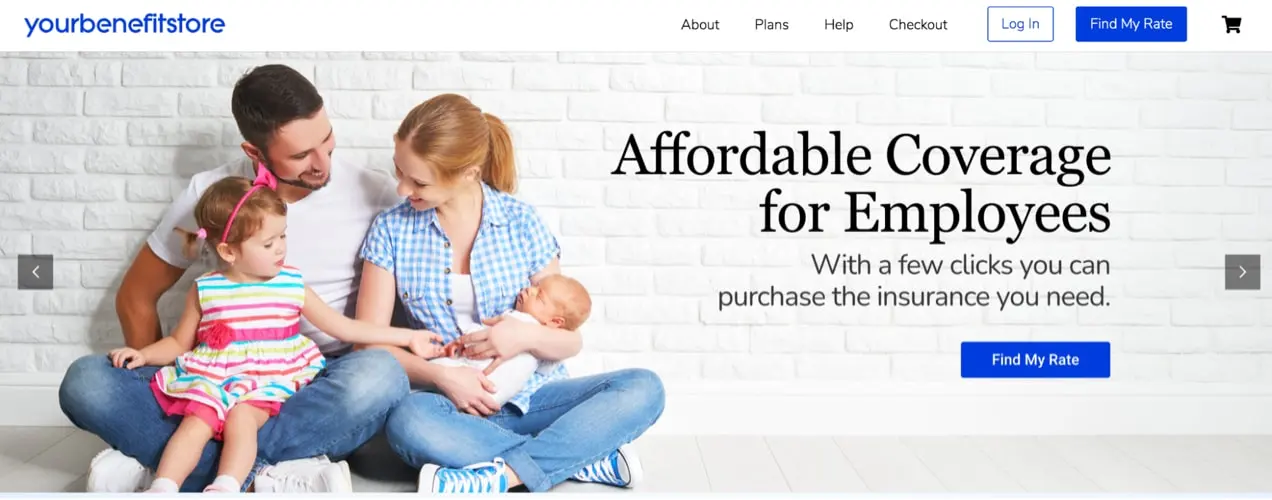 yourbenefitstore
About Plans Help Checkout Log In Find My Rate
Affordable Coverage
for Employees
With a few clicks you can
purchase the insurance you need.
Find My Rate